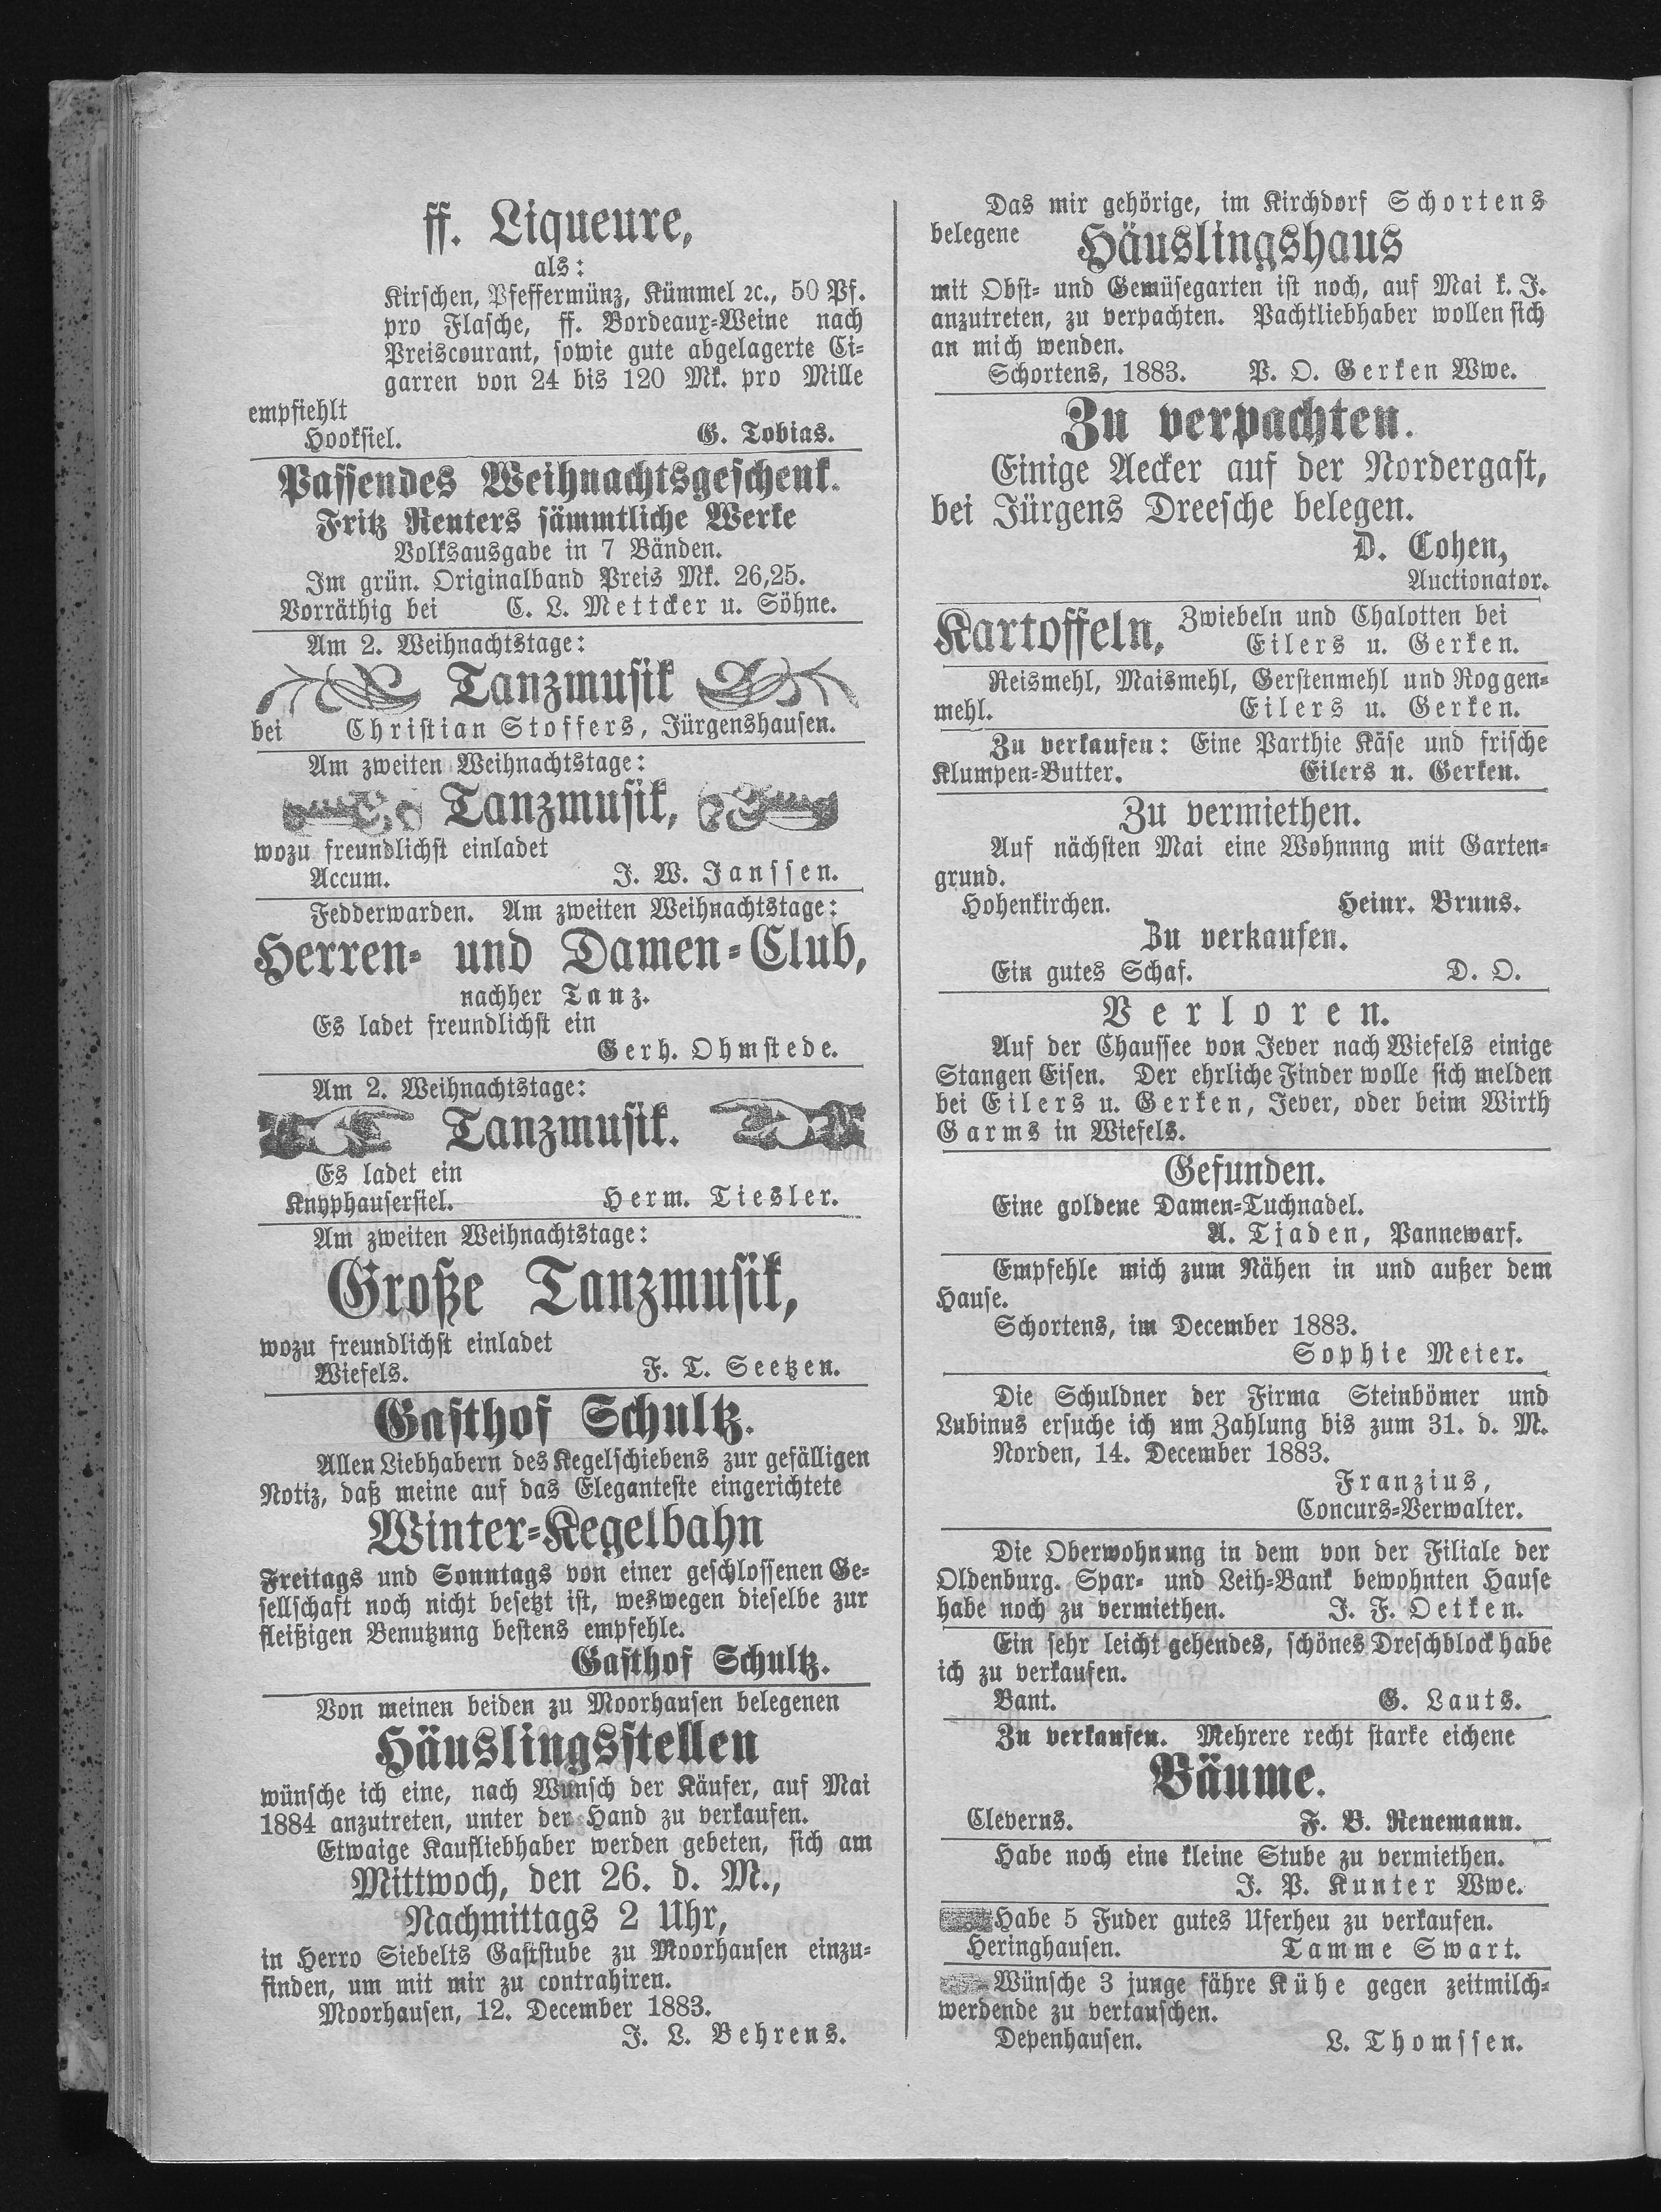 ff. Liqueure,
als:
Kirschen, Pfeffermünz, Kümmel ꝛc., 50 Pf.
pro Flasche, ff. Bordeaux-Weine nach
Preiscourant, sowie gute abgelagerte Ci-
garren von 24 bis 120 Mk. pro Mille
empfiehlt
Hooksiel. G. Tobias.
Passendes Weihnachtsgeschenk.
Fritz Reuters sämmtliche Werke
Volksausgabe in 7 Bänden.
Im grün. Originalband Preis Mk. 26,25.
Vorräthig bei C. L. Mettcker u. Söhne.
Am 2. Weihnachtstage:
Tanzmusik
bei Christian Stoffers, Jürgenshausen.
Am zweiten Weihnachtstage:
Tanzmusik,
wozu freundlichst einladet
Accum. J. W. Janssen.
Fedderwarden. Am zweiten Weihnachtstage:
Herren- und Damen-Club,
nachher Tanz.
Es ladet freundlichst ein
Gerh. Ohmstede.
Am 2. Weihnachtstage:
Tanzmusik.
Es ladet ein
Knyphausersiel. Herm. Tiesler.
Am zweiten Weihnachtstage:
Große Tanzmusik,
wozu freundlichst einladet
Wiefels. F. T. Seetzen.
Gasthof Schultz.
Allen Liebhabern des Kegelschiebens zur gefälligen
Notiz, daß meine auf das Eleganteste eingerichtete
Winter-Kegelbahn
Freitags und Sonntags von einer geschlossenen Ge-
sellschaft noch nicht besetzt ist, weswegen dieselbe zur
fleißigen Benutzung bestens empfehle.
Gasthof Schultz.
Von meinen beiden zu Moorhausen belegenen
Häuslingsstellen
wünsche ich eine, nach Wunsch der Käufer, auf Mai
1884 anzutreten, unter der Hand zu verkaufen.
Etwaige Kaufliebhaber werden gebeten, sich am
Mittwoch, den 26. d. M.,
Nachmittags 2 Uhr,
in Herro Siebelts Gaststube zu Moorhausen einzu-
finden, um mit mir zu contrahiren.
Moorhausen, 12. December 1883.
J. L. Behrens.
Das mir gehörige, im Kirchdorf Schortens
belegene Häuslingshaus
mit Obst- und Gemüsegarten ist noch, auf Mai k. J.
anzutreten, zu verpachten. Pachtliebhaber wollen sich
an mich wenden.
Schortens, 1883. P. O. Gerken Wwe.
Zu verpachten.
Einige Aecker auf der Nordergast,
bei Jürgens Dreesche belegen.
D. Cohen,
Auctionator.
Kartoffeln, Zwiebeln und Chalotten bei
Eilers u. Gerken.
Reismehl, Maismehl, Gerstenmehl und Roggen-
mehl. Eilers u. Gerken.
Zu verkaufen: Eine Parthie Käse und frische
Klumpen-Butter. Eilers u. Gerken.
Zu vermiethen.
Auf nächsten Mai eine Wohnnng mit Garten-
grund.
Hohenkirchen. Heinr. Bruns.
Zu verkaufen.
Ein gutes Schaf. D. O.
Verloren.
Auf der Chaussee von Jever nach Wiefels einige
Stangen Eisen. Der ehrliche Finder wolle sich melden
bei Eilers u. Gerken, Jever, oder beim Wirth
Garms in Wiefels.
Gefunden.
Eine goldene Damen-Tuchnadel.
A. Tjaden, Pannewarf.
Empfehle mich zum Nähen in und außer dem
Hause.
Schortens, im December 1883.
Sophie Meier.
Die Schuldner der Firma Steinbömer und
Lubinus ersuche ich um Zahlung bis zum 31. d. M.
Norden, 14. December 1883.
Franzius,
Concurs-Verwalter.
Die Oberwohnung in dem von der Filiale der
Oldenburg. Spar- und Leih-Bank bewohnten Hause
habe noch zu vermiethen. J. F. Oetken.
Ein sehr leicht gehendes, schönes Dreschblock habe
ich zu verkaufen.
Bant. G. Lauts.
Zu verkaufen. Mehrere recht starke eichene
Bäume.
Cleverns. F. B. Renemann.
Habe noch eine kleine Stube zu vermiethen.
J. P. Kunter Wwe.
Habe 5 Fuder gutes Uferheu zu verkaufen.
Heringhausen. Tamme Swart.
Wünsche 3 junge fähre Kühe gegen zeitmilch-
werdende zu vertauschen.
Depenhausen. L. Thomssen.